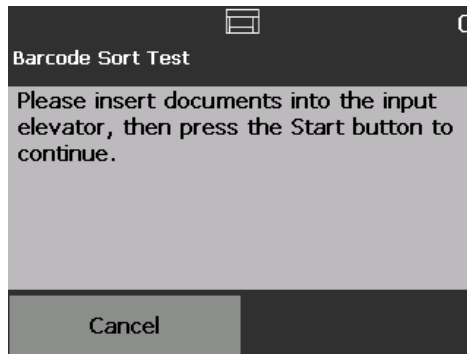 Barcode Sort Test
Please insert documents into the input
elevator, then press the Start button to
continue.
Cancel